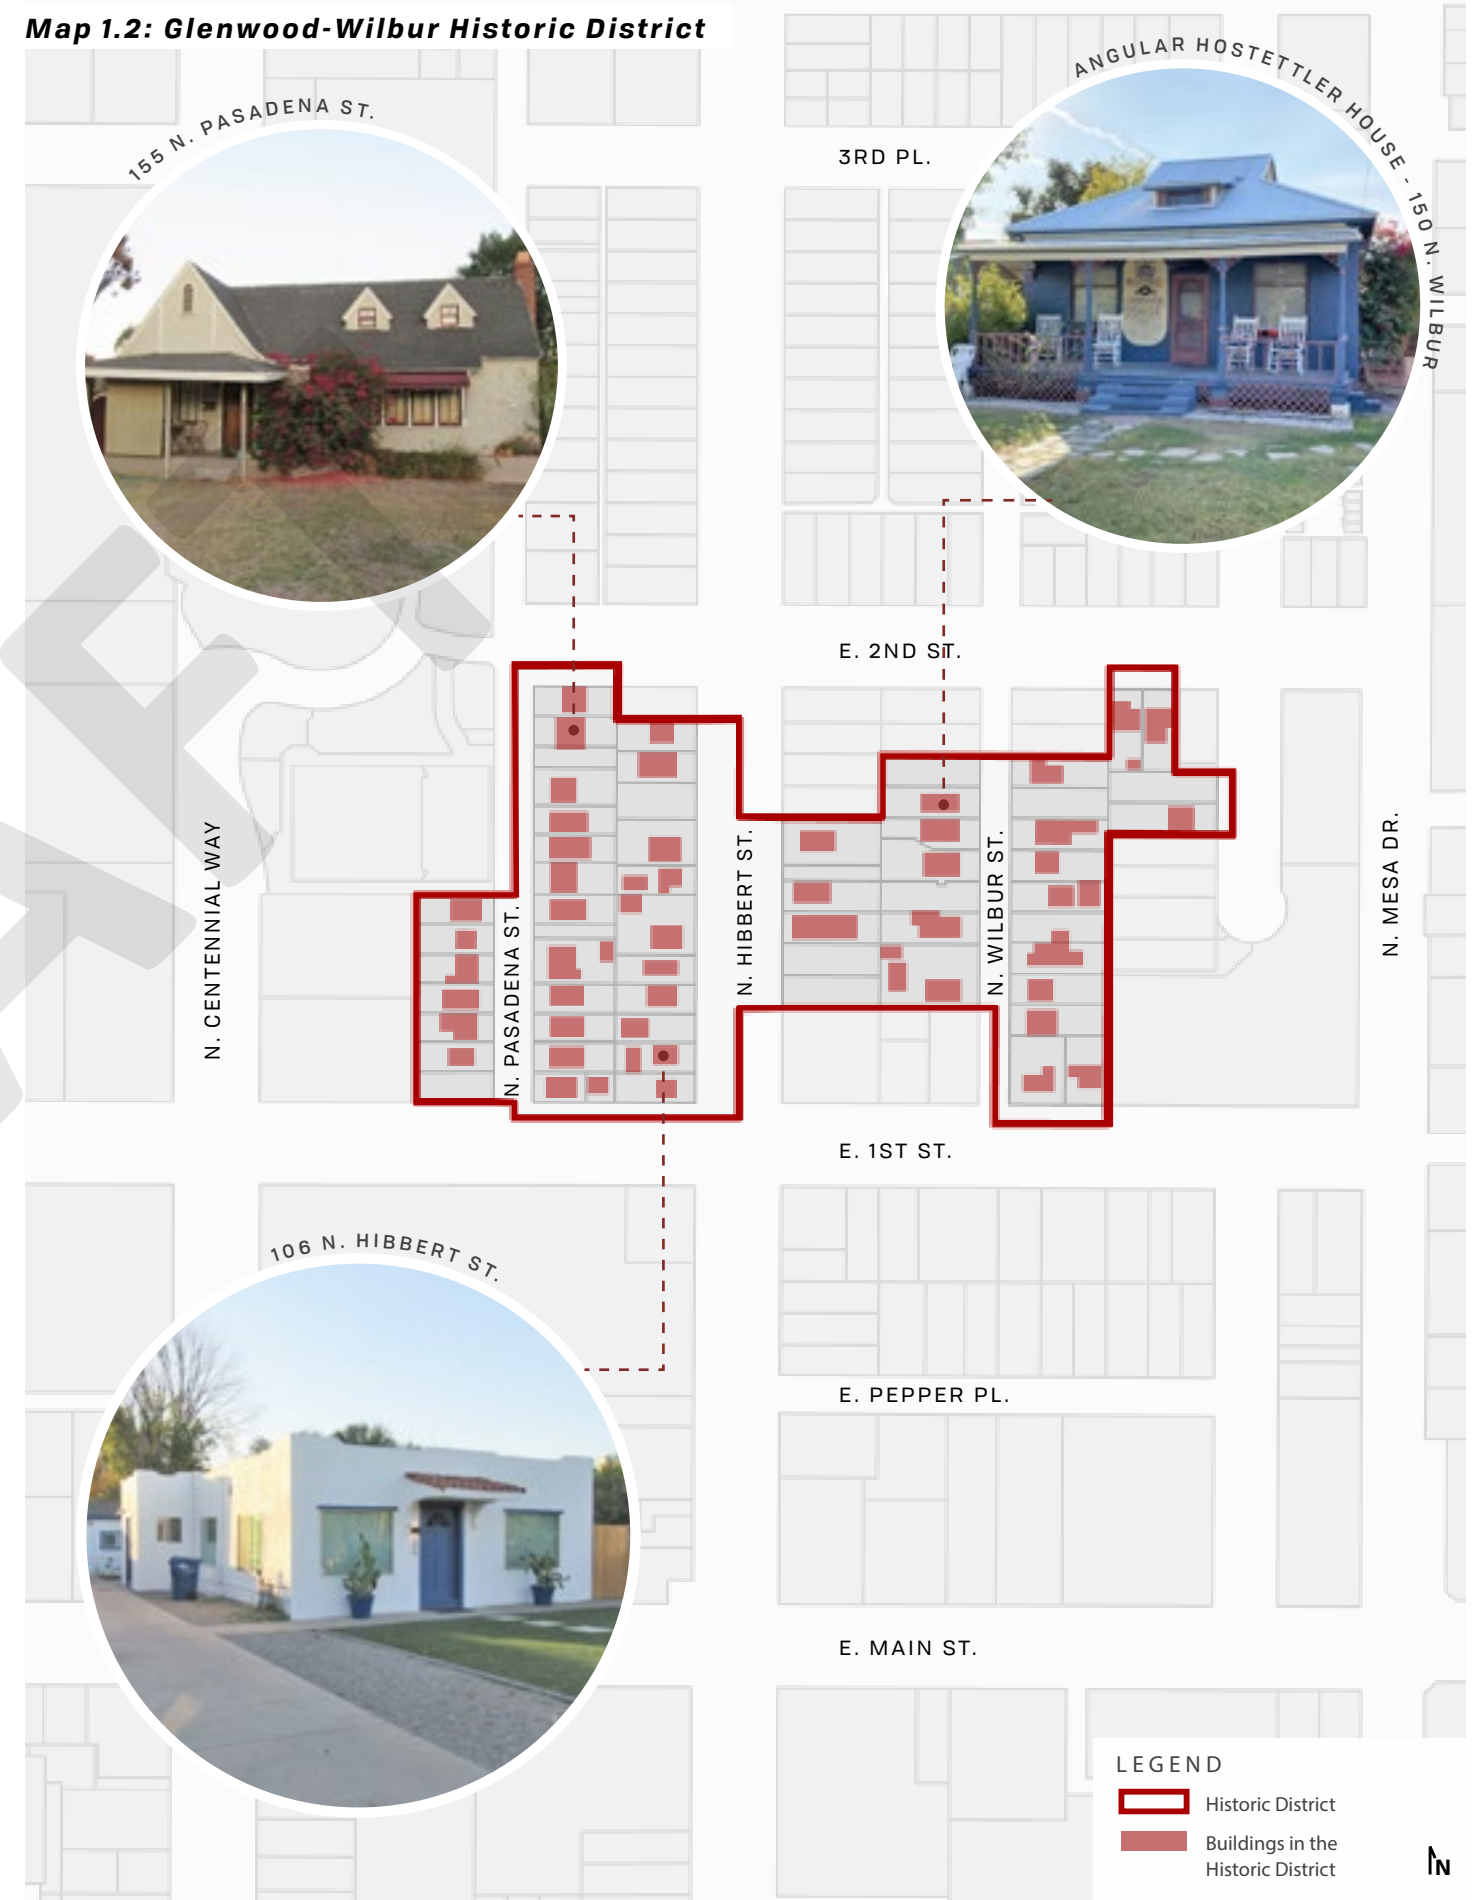 Map 1.2: Glenwood-Wilbur Historic District
155 N. PASADENA ST.
ANGULAR HOSTETTLER HOUSE - 150 N. WILBUR
3RD PL.
E. 2ND ST.
N. CENTENNIAL WAY
N. PASADENA ST.
N. HIBBERT ST.
N. WILBUR ST.
N. MESA DR.
E. 1ST ST.
106 N. HIBBERT ST.
E. PEPPER PL.
E. MAIN ST.
LEGEND
Historic District
Buildings in the
Historic District
N